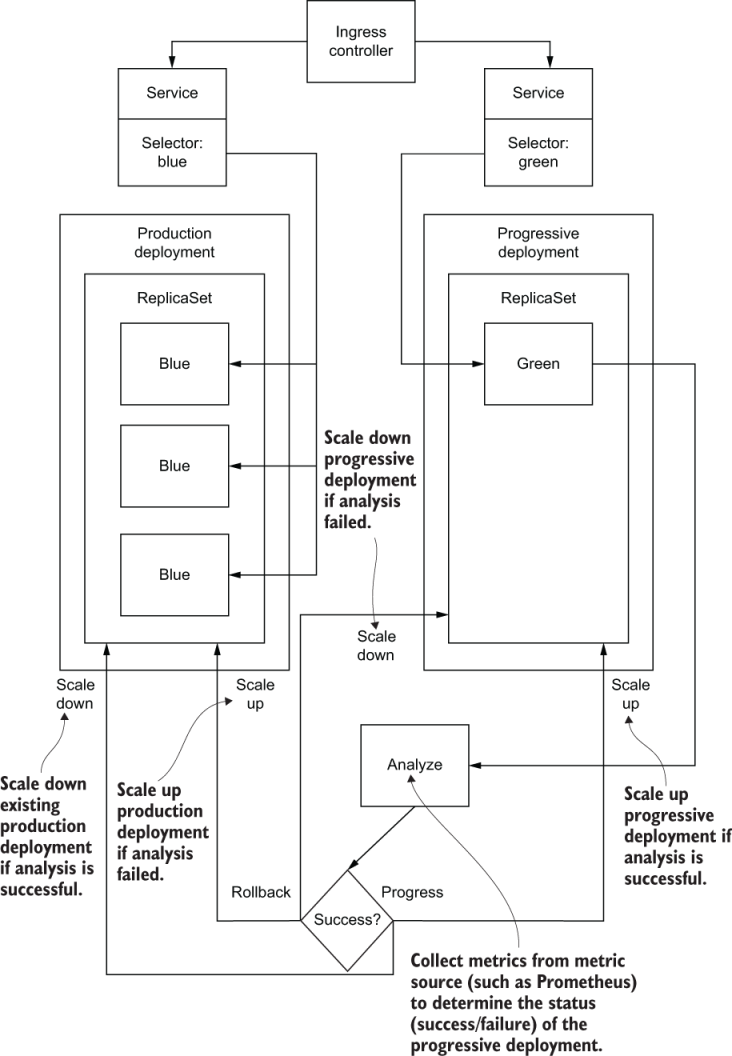 Ingress
controller
Service
Selector:
blue
Service
Selector:
green
Production
deployment
ReplicaSet
Blue
Blue
Blue
Progressive
deployment
ReplicaSet
Green
Scale down
progressive
deployment
if analysis
failed.
Scale
down
Scale
down
Scale
up
Scale
up
Analyze
Scale down
existing
production
deployment
if analysis is
successful.
Scale up
production
deployment
if analysis
failed.
Scale up
progressive
deployment if
analysis is
successful.
Rollback
Progress
Success?
Collect metrics from metric
source (such as Prometheus)
to determine the status
(success/failure) of the
progressive deployment.